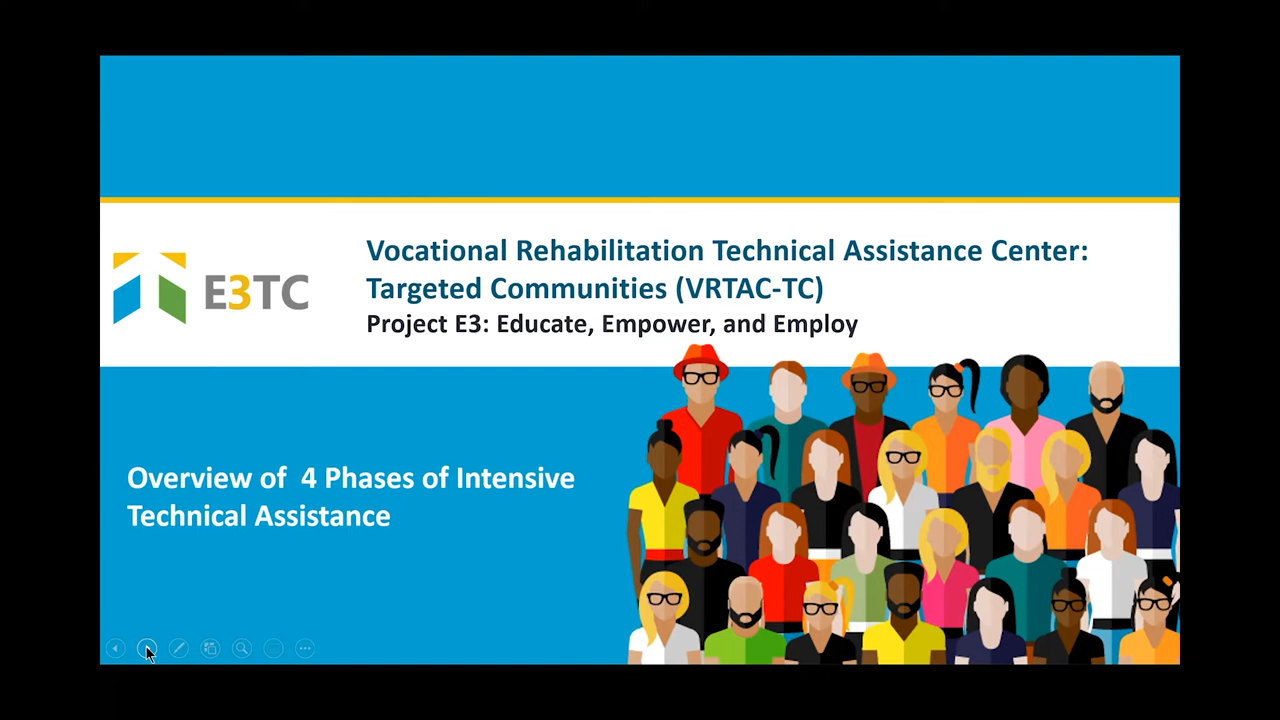 Vocational Rehabilitation Technical Assistance Center:
Targeted Communities (VRTAC-TC)
E3TC
Project E3: Educate, Empower, and Employ
Overview of 4 Phases of Intensive
Technical Assistance